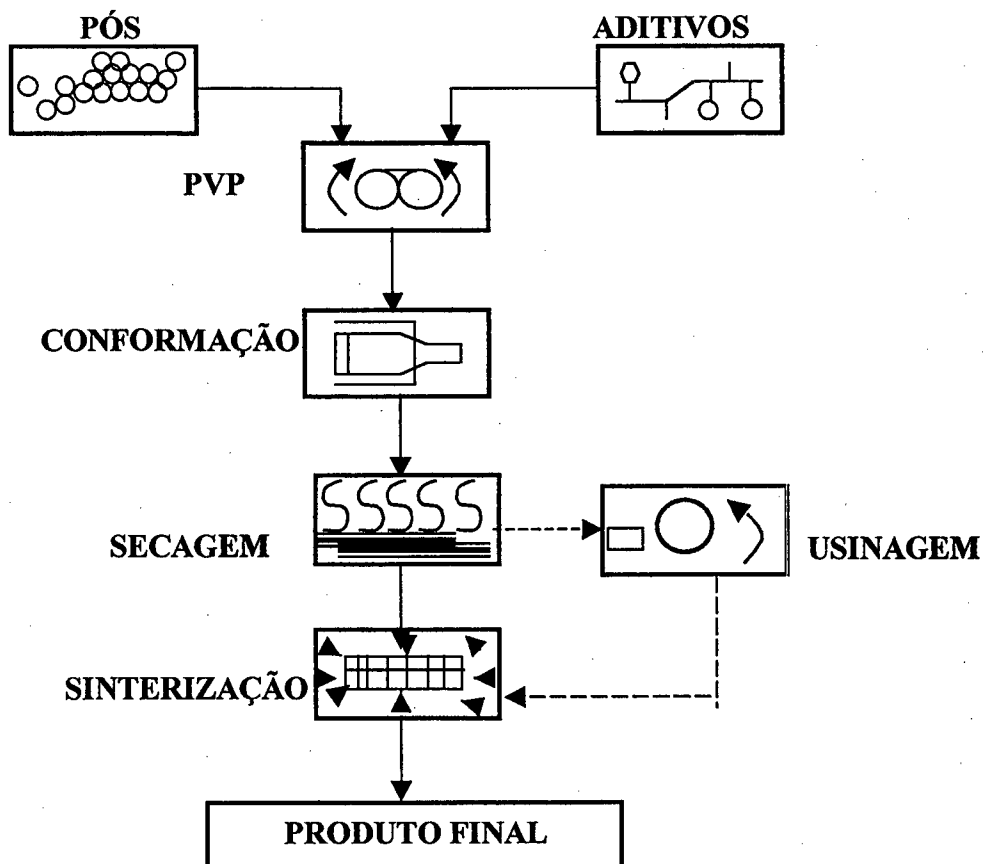 PÓS
ADITIVOS
PVP
CONFORMAÇÃO
SECAGEM
USINAGEM
SINTERIZAÇÃO
PRODUTO FINAL